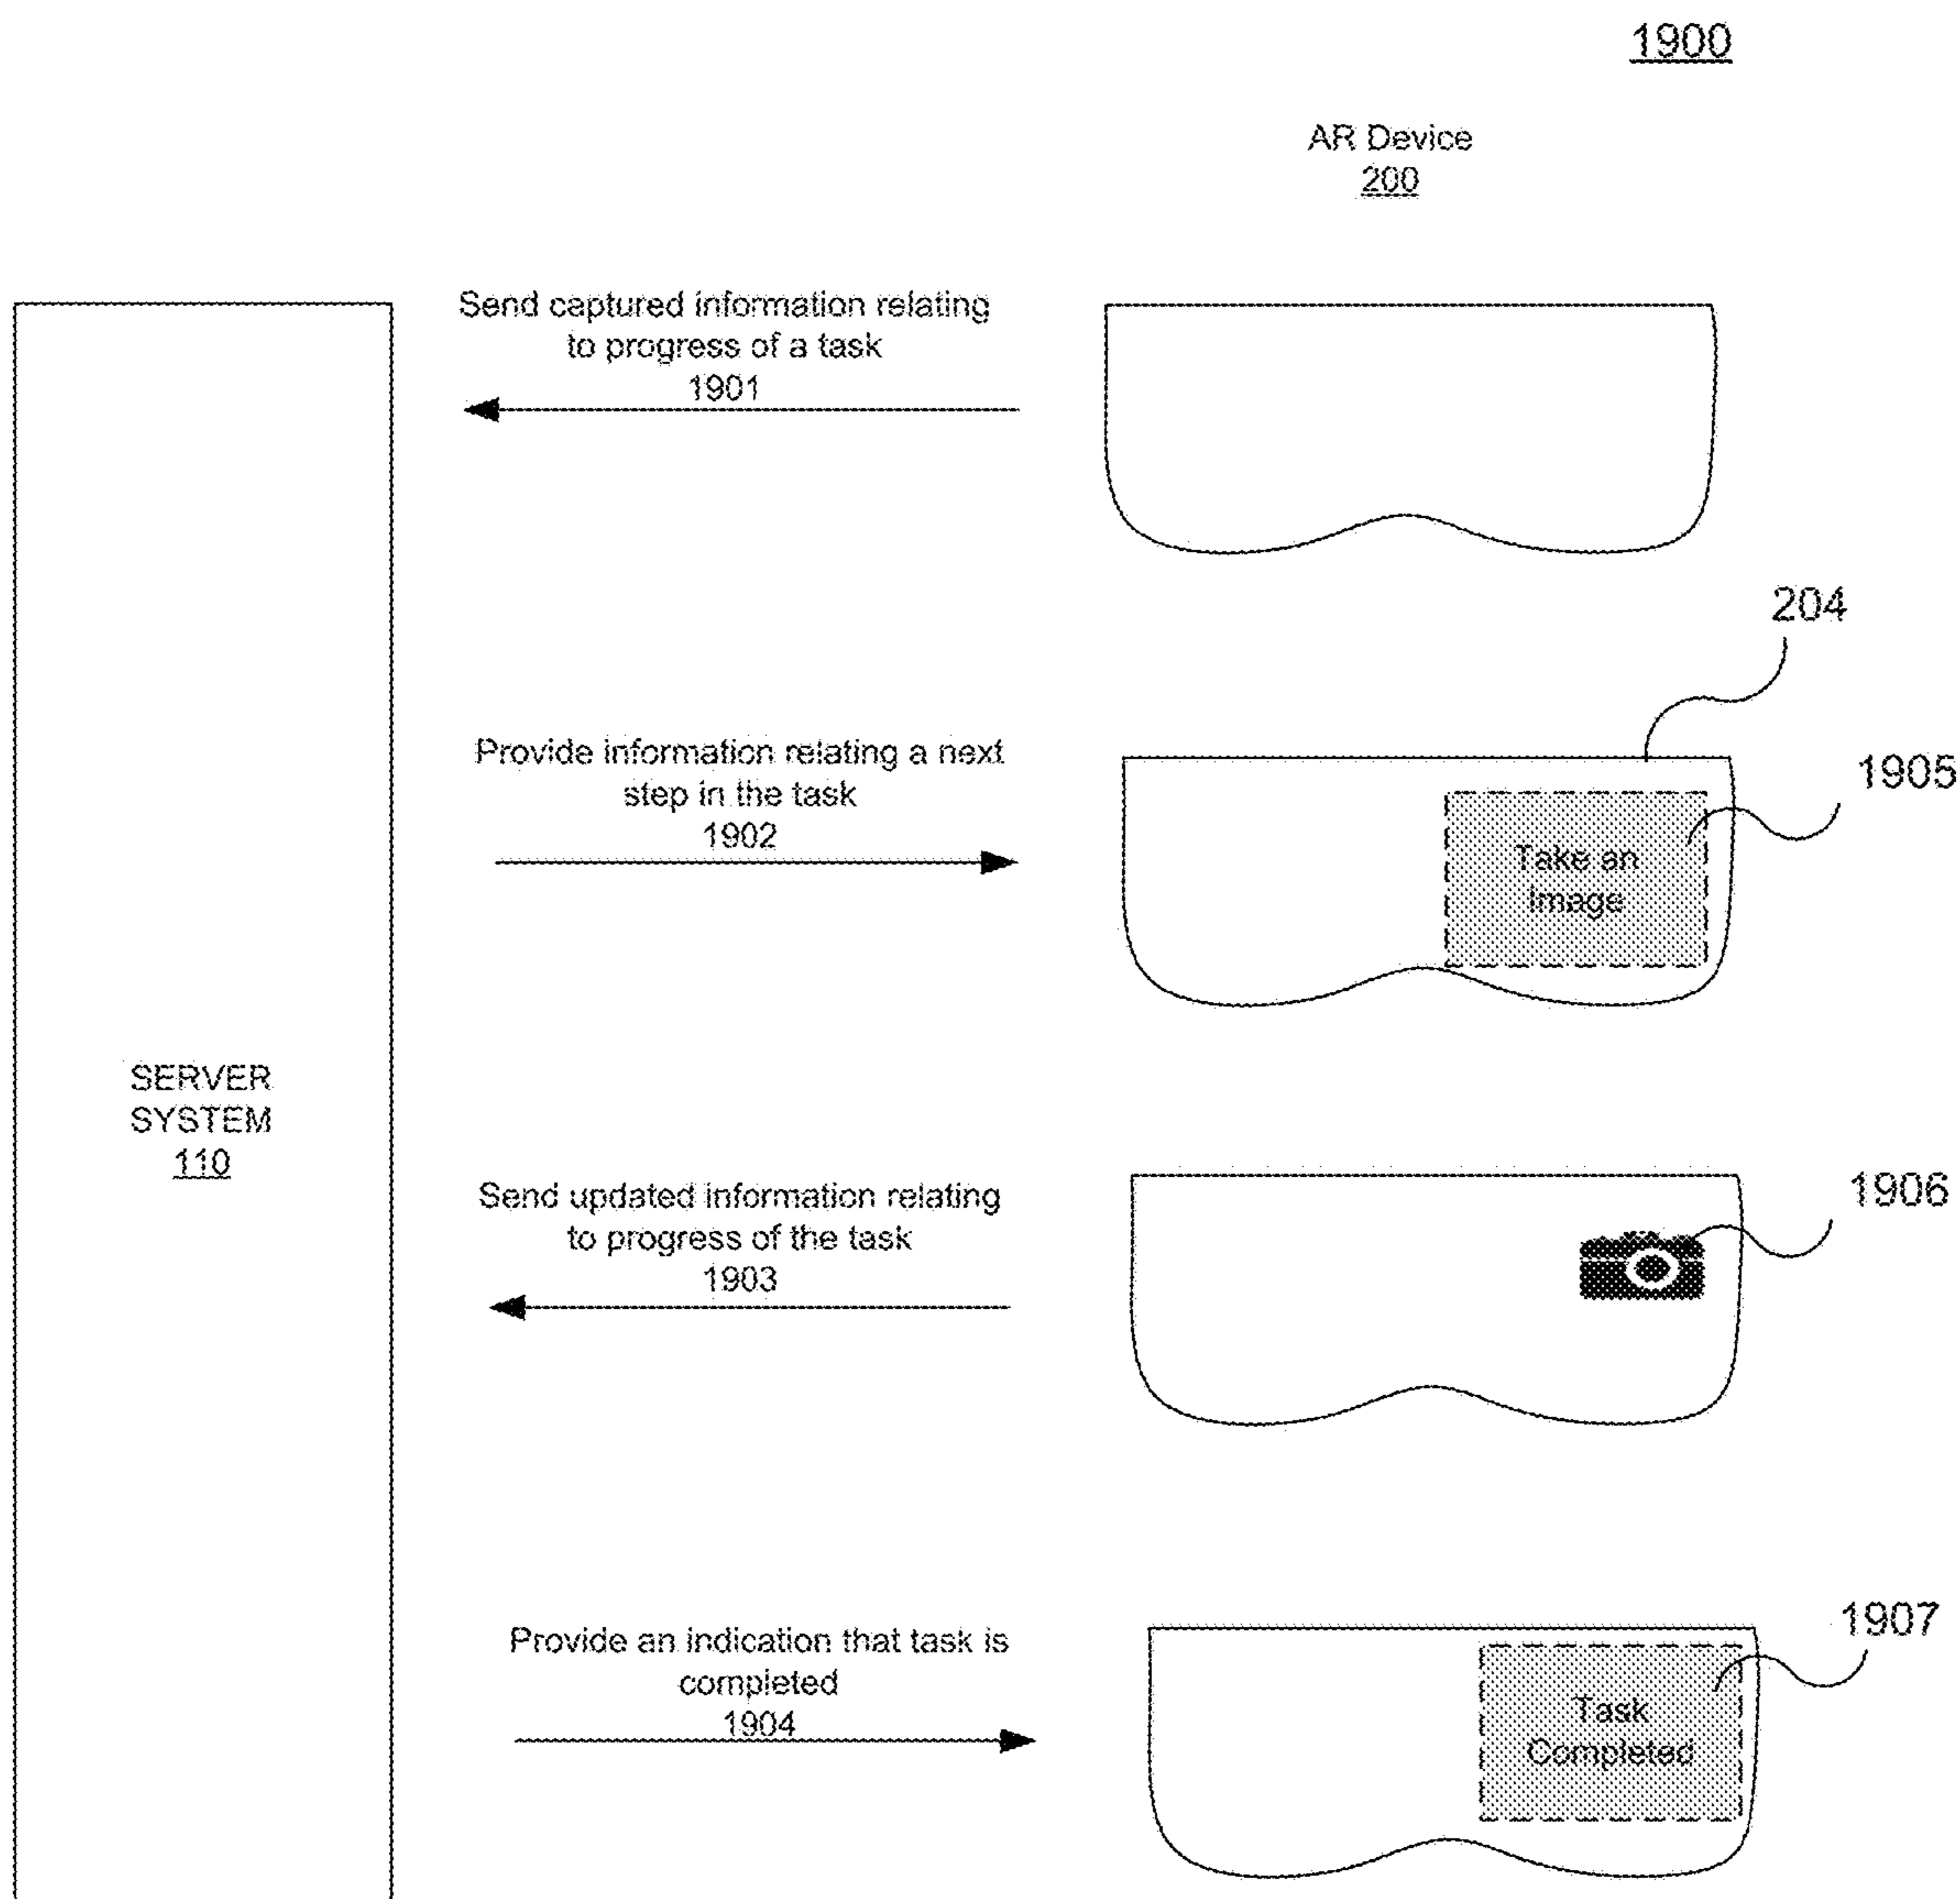 1900
AR Device
200
Send captured information relating
to progress of a task
1901
204
Provide information relating a next
step in the task
1902
1905
Take an
Image
SERVER
SYSTEM
110
Send updated information relating
to progress of the task
1903
1906
Provide an indication that task is
completed
1904
1907
Task
Completed